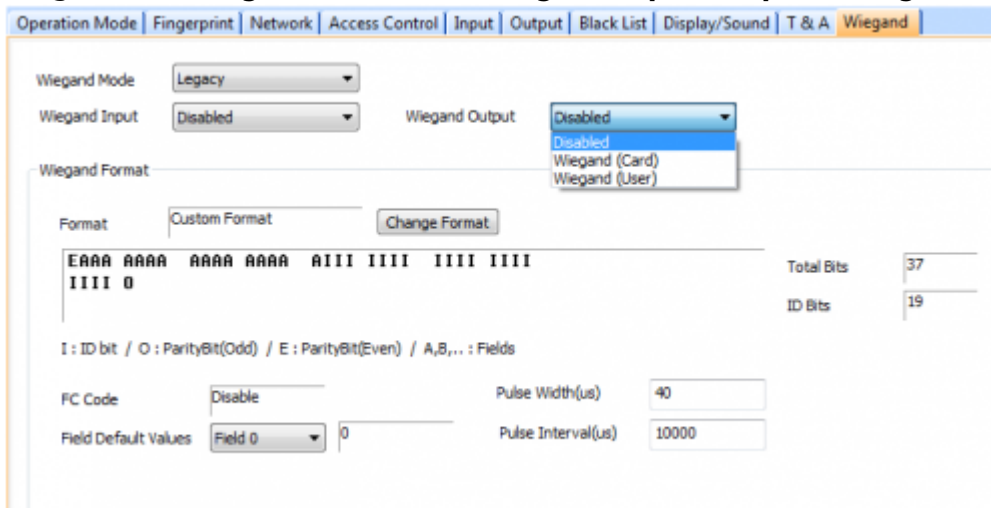 Operation Mode Fingerprint Network Access Control Input Output Black List Display/Sound T & A Wiegand
Wiegand Mode Legacy
Wiegand Input Disabled Wiegand Output Disabled
Disabled
Wiegand (Card)
Wiegand (User)
Wiegand Format
Format Custom Format Change Format
EAAA AAAA AAAA AAAA AIII IIII IIII IIII
IIII O
Total Bits 37
ID Bits 19
I : ID bit / O : ParityBit(Odd) / E : ParityBit(Even) / A,B,.. : Fields
FC Code Disable Pulse Width(us) 40
Field Default Values Field 0 0 Pulse Interval(us) 10000